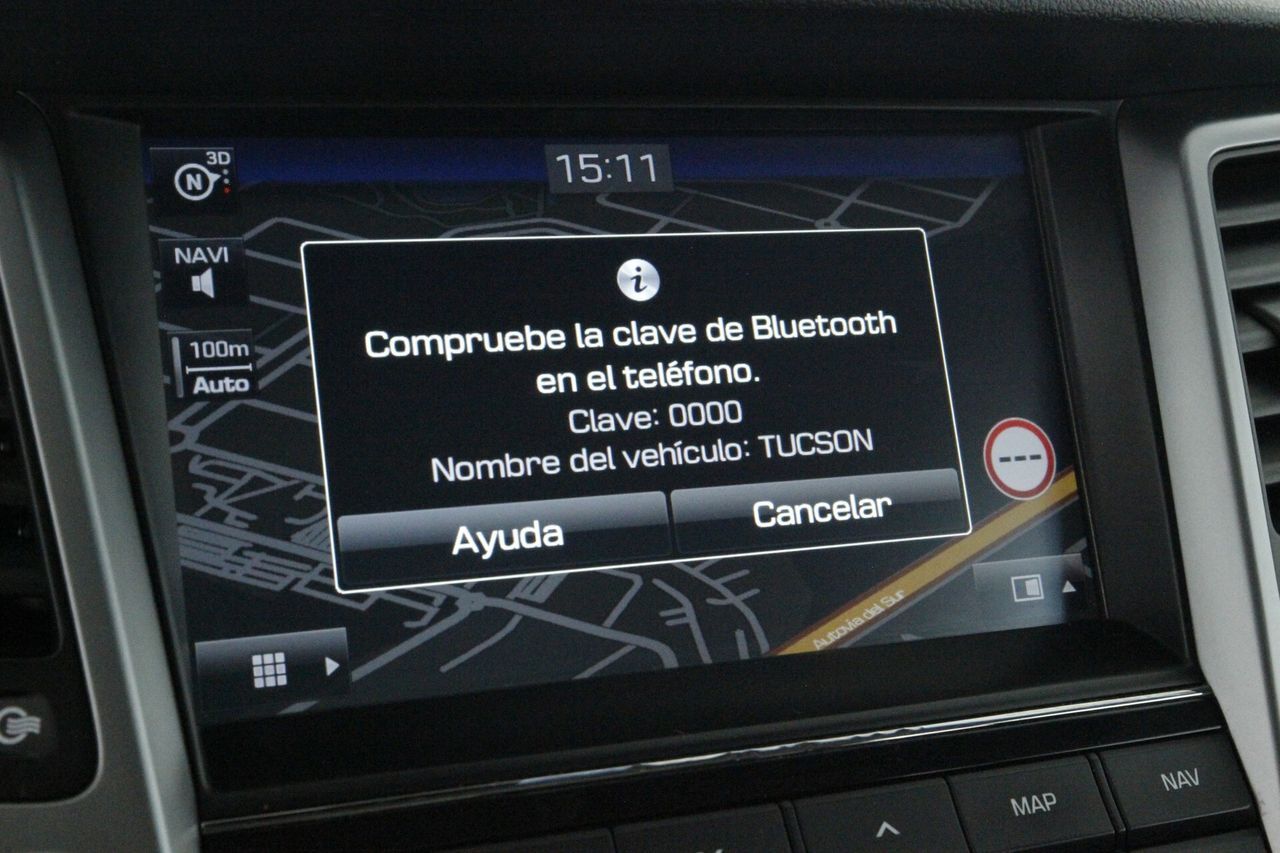 3D
N
15:11
NAVI
100m
Auto
i
Compruebe la clave de Bluetooth
en el teléfono.
Clave: 0000
Nombre del vehículo: TUCSON
---
Ayuda
Cancelar
Autovía del Sur
MAP
NAV